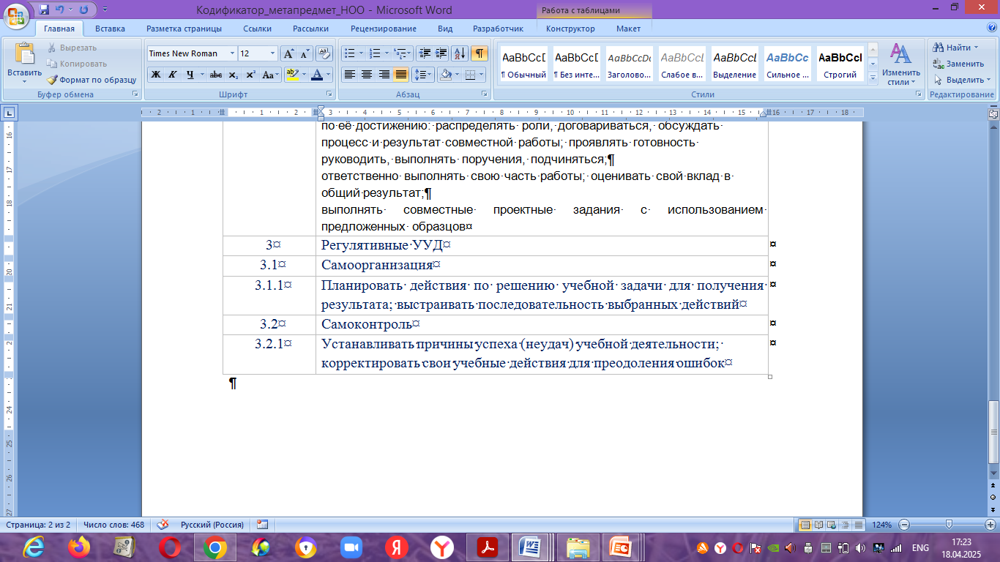 Кодификатор_метапредмет_НОО - Microsoft Word
Работа с таблицами
Главная Вставка Разметка страницы Ссылки Рассылки Рецензирование Вид Разработчик Конструктор Макет
Вставить
Вырезать
Копировать
Формат по образцу
Буфер обмена
Times New Roman 12
Ж К Ч abc x₂ x² Aa
Шрифт
Абзац
AaBbCcD AaBbCcD AaBbCcDc AaBbCcL AaBbCcL AaBbCc AaBbCcl
¶ Обычный ¶ Без инте... Заголово... Слабое в... Выделение Сильное ... Строгий
Стили
Изменить стили
Найти
Заменить
Выделить
Редактирование
по её достижению: распределять роли, договариваться, обсуждать
процесс и результат совместной работы; проявлять готовность
руководить, выполнять поручения, подчиняться;¶
ответственно выполнять свою часть работы; оценивать свой вклад в
общий результат;¶
выполнять совместные проектные задания с использованием
предложенных образцов¤
3¤ Регулятивные УУД¤
3.1¤ Самоорганизация¤
3.1.1¤ Планировать действия по решению учебной задачи для получения
результата; выстраивать последовательность выбранных действий¤
3.2¤ Самоконтроль¤
3.2.1¤ Устанавливать причины успеха (неудач) учебной деятельности;
корректировать свои учебные действия для преодоления ошибок¤
¶
Страница: 2 из 2 Число слов: 468 Русский (Россия) 124%
ENG 17:23
18.04.2025